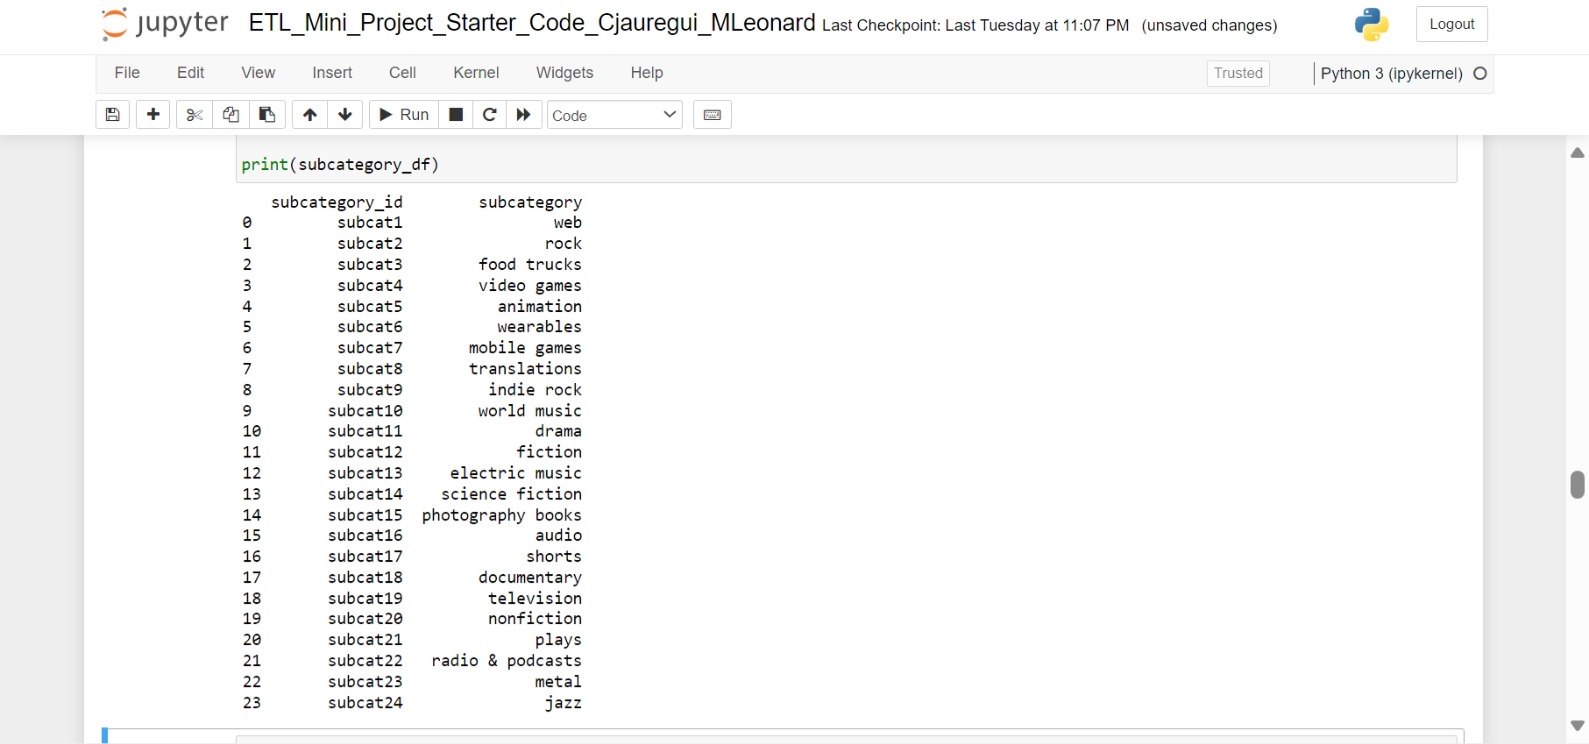 jupyter ETL_Mini_Project_Starter_Code_Cjauregui_MLeonard Last Checkpoint: Last Tuesday at 11:07 PM (unsaved changes) Logout
File Edit View Insert Cell Kernel Widgets Help Trusted Python 3 (ipykernel)
Run Code
print(subcategory_df)
subcategory_id subcategory
0 subcat1 web
1 subcat2 rock
2 subcat3 food trucks
3 subcat4 video games
4 subcat5 animation
5 subcat6 wearables
6 subcat7 mobile games
7 subcat8 translations
8 subcat9 indie rock
9 subcat10 world music
10 subcat11 drama
11 subcat12 fiction
12 subcat13 electric music
13 subcat14 science fiction
14 subcat15 photography books
15 subcat16 audio
16 subcat17 shorts
17 subcat18 documentary
18 subcat19 television
19 subcat20 nonfiction
20 subcat21 plays
21 subcat22 radio & podcasts
22 subcat23 metal
23 subcat24 jazz